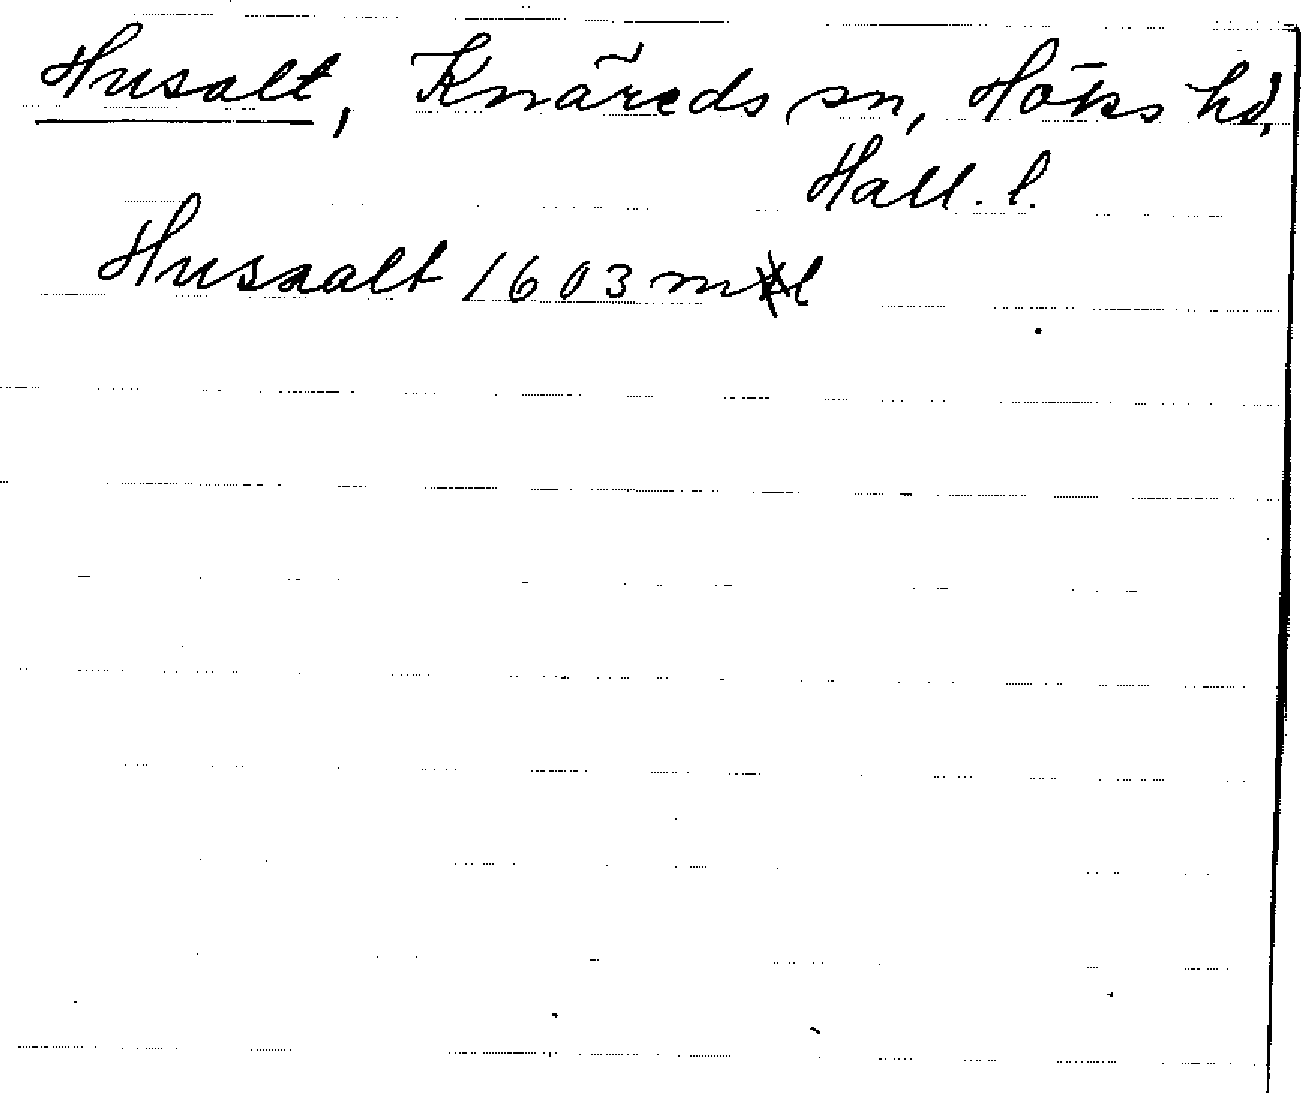 Husalt, Knäreds sn, Höks hd,
Hall. l.
Husaalt 1603